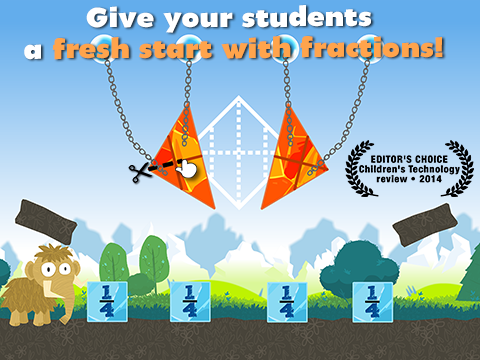 Give your students
a fresh start with fractions!
EDITOR'S CHOICE
Children's Technology
review • 2014
1/4 1/4 1/4 1/4